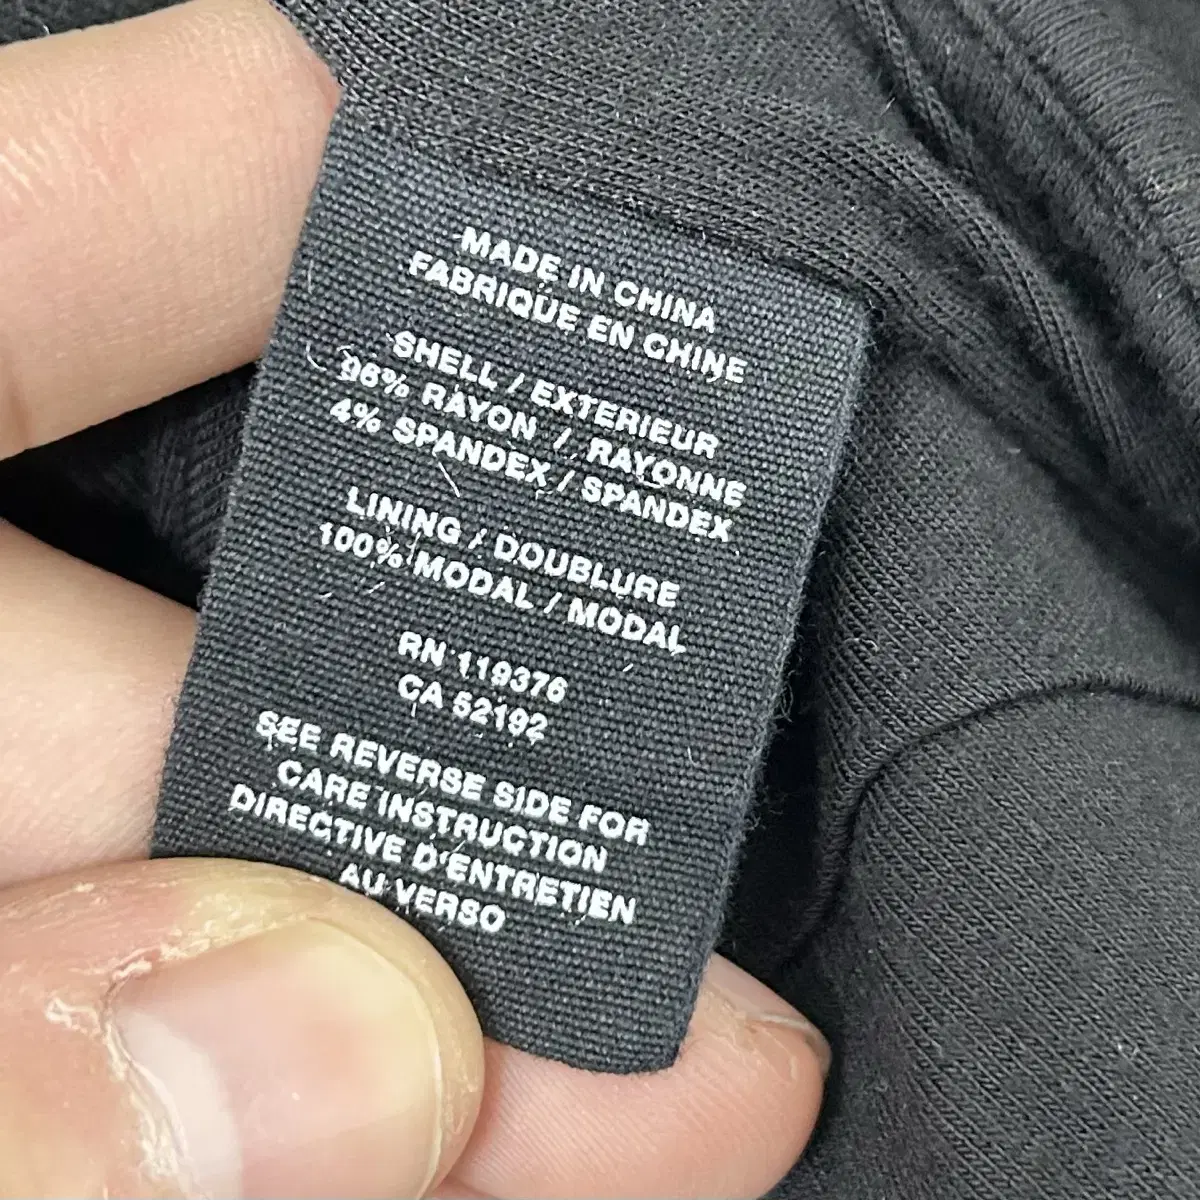 MADE IN CHINA
FABRIQUE EN CHINE
SHELL / EXTERIEUR
96% RAYON / RAYONNE
4% SPANDEX / SPANDEX
LINING / DOUBLURE
100% MODAL / MODAL
RN 119376
CA 52192
SEE REVERSE SIDE FOR
CARE INSTRUCTION
DIRECTIVE D'ENTRETIEN
AU VERSO